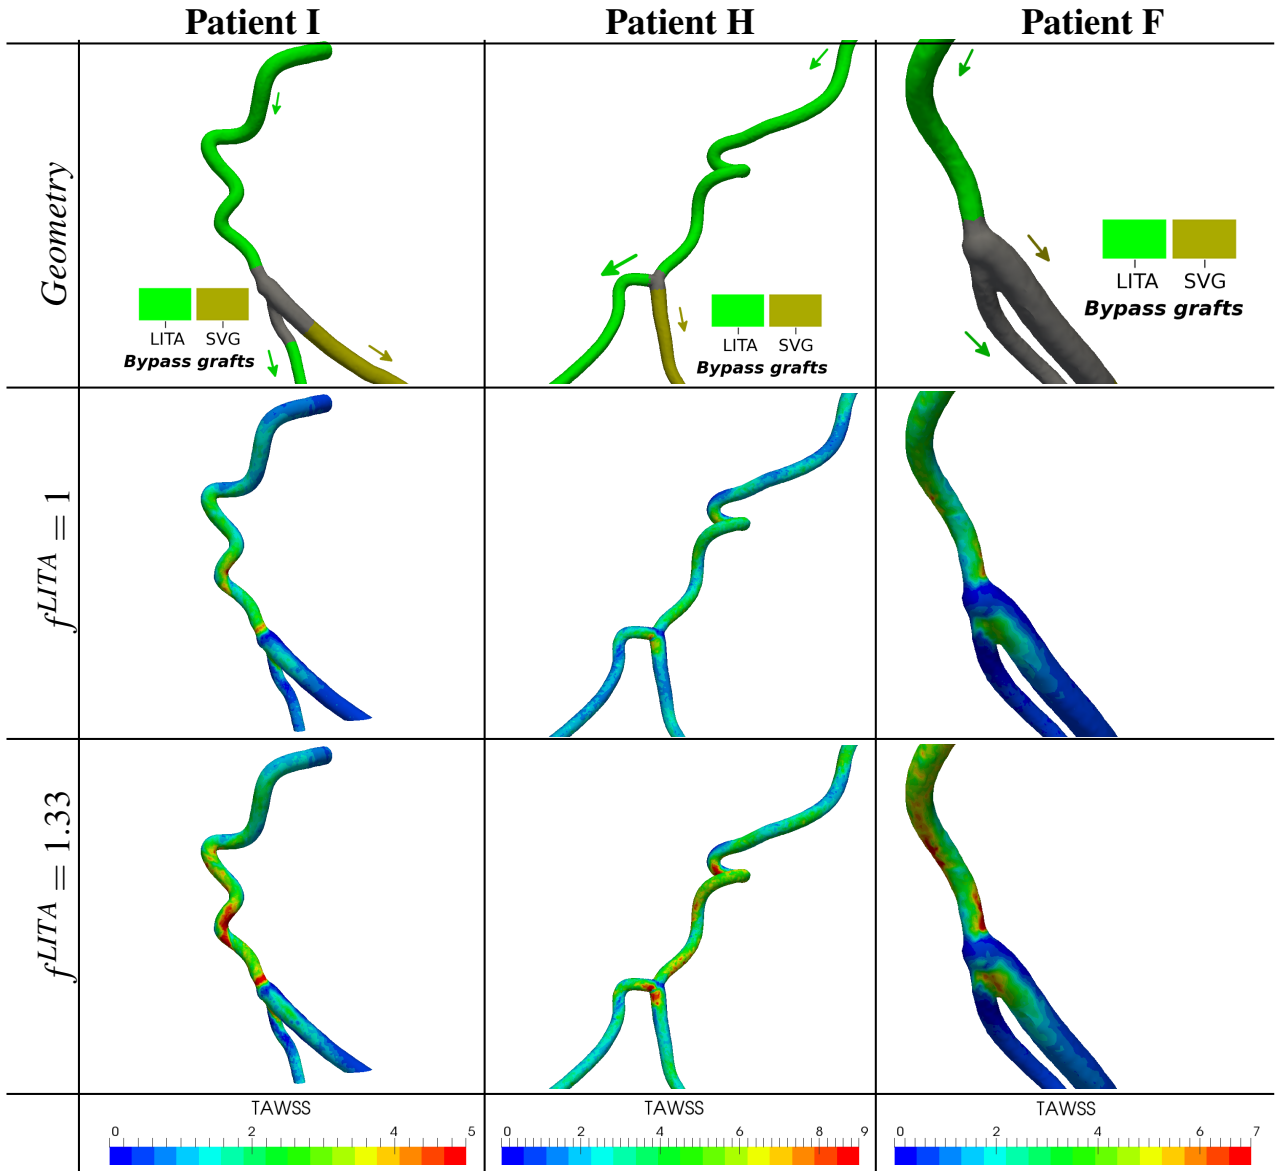 Patient I Patient H Patient F
Geometry
LITA SVG
Bypass grafts
LITA SVG
Bypass grafts
LITA SVG
Bypass grafts
f^{LITA} = 1
f^{LITA} = 1.33
TAWSS TAWSS TAWSS
0 2 4 5
0 2 4 6 8 9
0 2 4 6 7